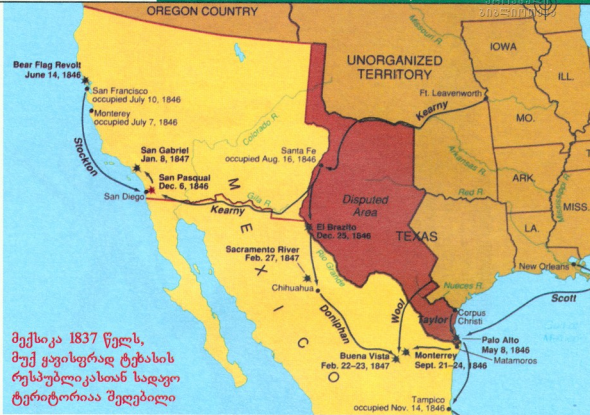 OREGON COUNTRY
Missouri R.
IOWA
Bear Flag Revolt
June 14, 1846
UNORGANIZED
TERRITORY
ILL.
San Francisco
occupied July 10, 1846
Ft. Leavenworth
Kearny
Monterey
occupied July 7, 1846
MO.
Colorado R.
Stockton
San Gabriel
Jan. 8, 1847
Santa Fe
occupied Aug. 16, 1846
Arkansas R.
San Pasqual
Dec. 6, 1846
ARK.
Mississippi R.
San Diego
Gila R.
Disputed
Area
Red R.
MISS.
Kearny
MEXICO
El Brazito
Dec. 25, 1846
TEXAS
LA.
Sacramento River
Feb. 27, 1847
Rio Grande
New Orleans
Chihuahua
Nueces R.
Scott
Doniphan
Wool
Taylor
Corpus
Christi
მექსიკა 1837 წელს,
მუქ ყავისფრად ტეხასის
რესპუბლიკასთან სადავო
ტერიტორიაა შეღებილი
Palo Alto
May 8, 1846
Buena Vista
Feb. 22–23, 1847
Monterrey
Sept. 21–24, 1846
Matamoros
Tampico
occupied Nov. 14, 1846